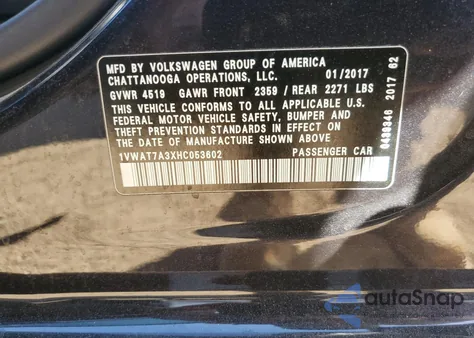 MFD BY VOLKSWAGEN GROUP OF AMERICA
CHATTANOOGA OPERATIONS, LLC. 01/2017
GVWR 4519 GAWR FRONT 2359 / REAR 2271 LBS
THIS VEHICLE CONFORMS TO ALL APPLICABLE U.S.
FEDERAL MOTOR VEHICLE SAFETY, BUMPER AND
THEFT PREVENTION STANDARDS IN EFFECT ON
THE DATE OF MANUFACTURE SHOWN ABOVE
1VWAT7A3XHC053602 PASSENGER CAR
0430346 2017 62
autoSnap